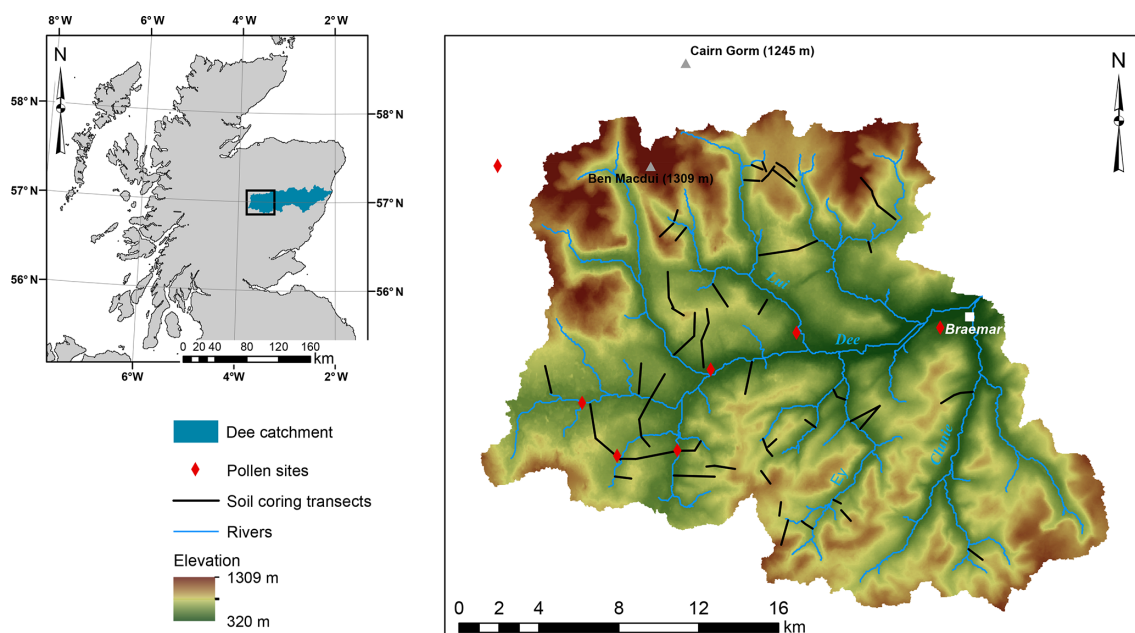 8°W 6°W 4°W 2°W
N
58°N 58°N
57°N 57°N
56°N 56°N
0 20 40 80 120 160
km
6°W 4°W 2°W
Dee catchment
Pollen sites
Soil coring transects
Rivers
Elevation
1309 m
320 m
Cairn Gorm (1245 m)
N
Ben Macdui (1309 m)
Lui
Braemar
Dee
Clunie
Ey
0 2 4 8 12 16
km